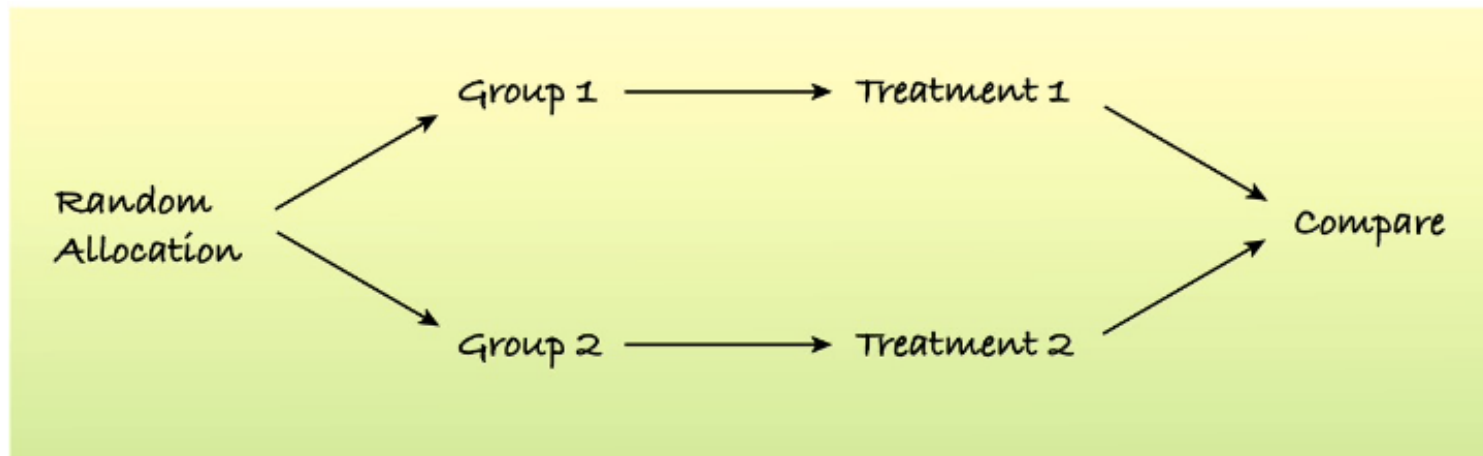 Group 1
Treatment 1
Random
Allocation
Compare
Group 2
Treatment 2